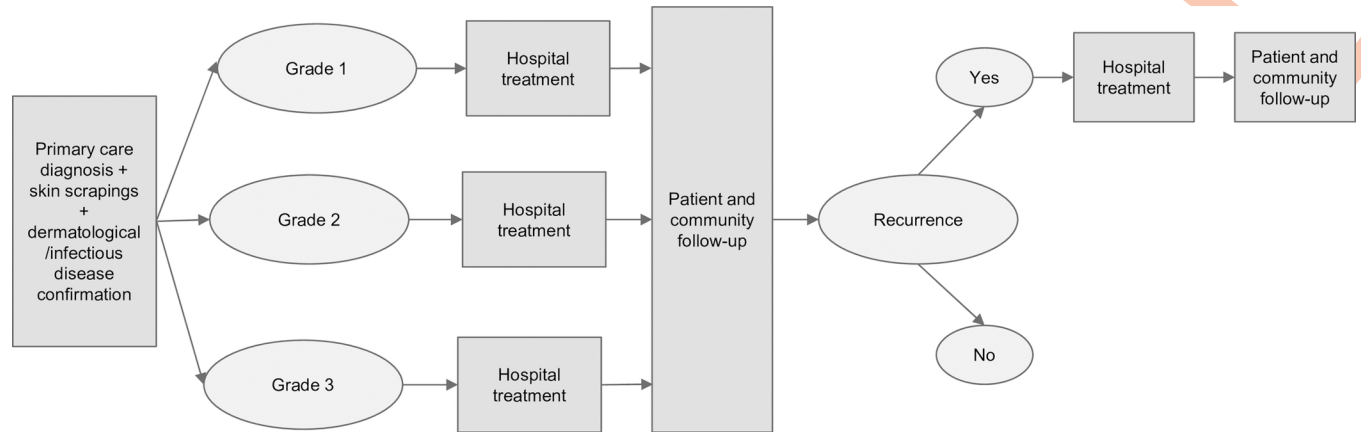 Primary care
diagnosis +
skin scrapings
+
dermatological
/infectious
disease
confirmation
Grade 1
Hospital
treatment
Grade 2
Hospital
treatment
Grade 3
Hospital
treatment
Patient and
community
follow-up
Recurrence
Yes
Hospital
treatment
Patient and
community
follow-up
No